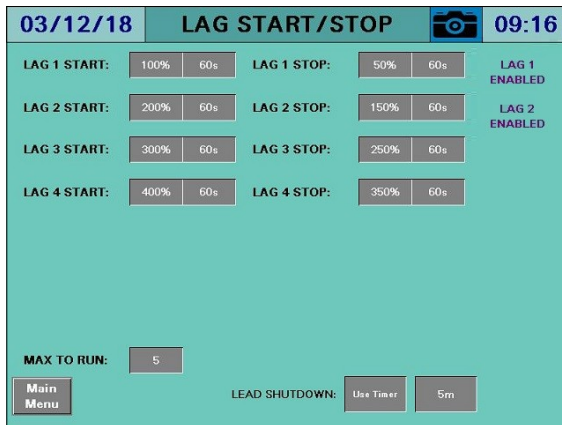 03/12/18 LAG START/STOP 09:16
LAG 1 START: 100% 60s LAG 1 STOP: 50% 60s LAG 1 ENABLED
LAG 2 START: 200% 60s LAG 2 STOP: 150% 60s LAG 2 ENABLED
LAG 3 START: 300% 60s LAG 3 STOP: 250% 60s
LAG 4 START: 400% 60s LAG 4 STOP: 350% 60s
MAX TO RUN: 5
Main Menu LEAD SHUTDOWN: Use Timer 5m